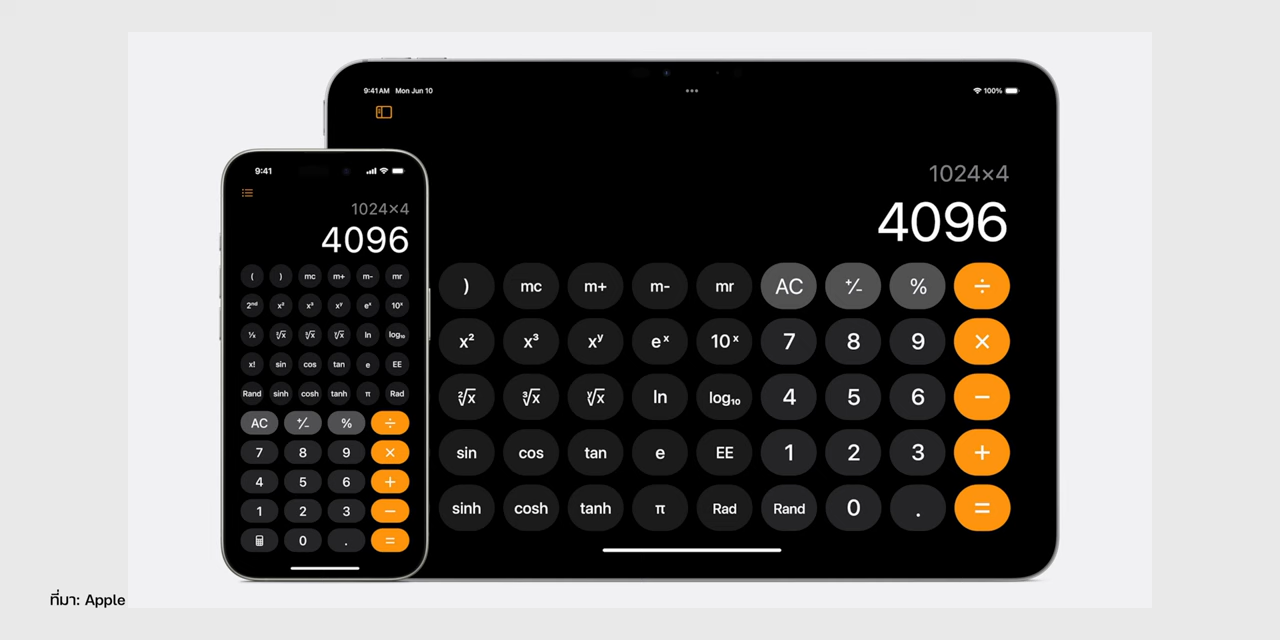 9:41AM Mon Jun 10
100%
1024×4
4096
) mc m+ m- mr AC +/- % ÷
x² x³ xʸ eˣ 10ˣ 7 8 9 ×
²√x ³√x ʸ√x ln log₁₀ 4 5 6 −
sin cos tan e EE 1 2 3 +
sinh cosh tanh π Rad Rand 0 . =
9:41
1024×4
4096
( ) mc m+ m- mr
2ⁿᵈ x² x³ xʸ eˣ 10ˣ
¹/x ²√x ³√x ʸ√x ln log₁₀
x! sin cos tan e EE
Rand sinh cosh tanh π Rad
AC +/- % ÷
7 8 9 ×
4 5 6 +
1 2 3 −
0 . =
ที่มา: Apple